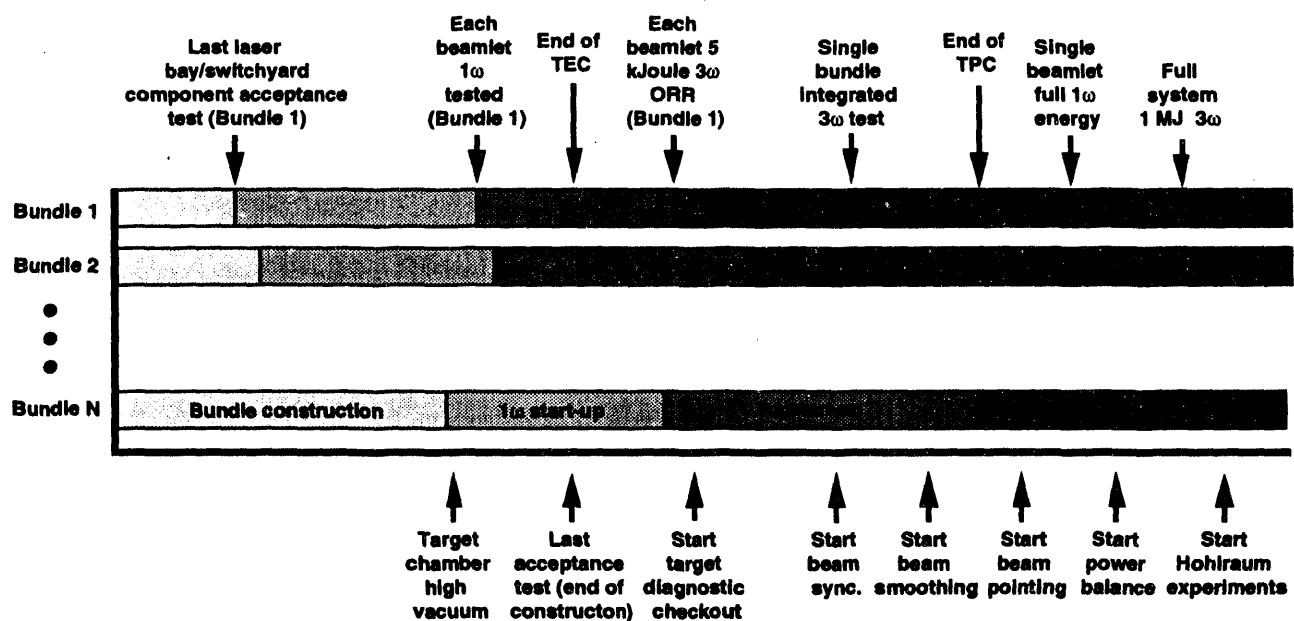 Last laser
bay/switchyard
component acceptance
test (Bundle 1)
Each
beamlet
1ω
tested
(Bundle 1)
End of
TEC
Each
beamlet 5
kJoule 3ω
ORR
(Bundle 1)
Single
bundle
integrated
3ω test
End of
TPC
Single
beamlet
full 1ω
energy
Full
system
1 MJ 3ω
Bundle 1
Bundle 2
Bundle N
Bundle construction
1ω start-up
Target
chamber
high
vacuum
Last
acceptance
test (end of
constructon)
Start
target
diagnostic
checkout
Start
beam
sync.
Start
beam
smoothing
Start
beam
pointing
Start
power
balance
Start
Hohlraum
experiments